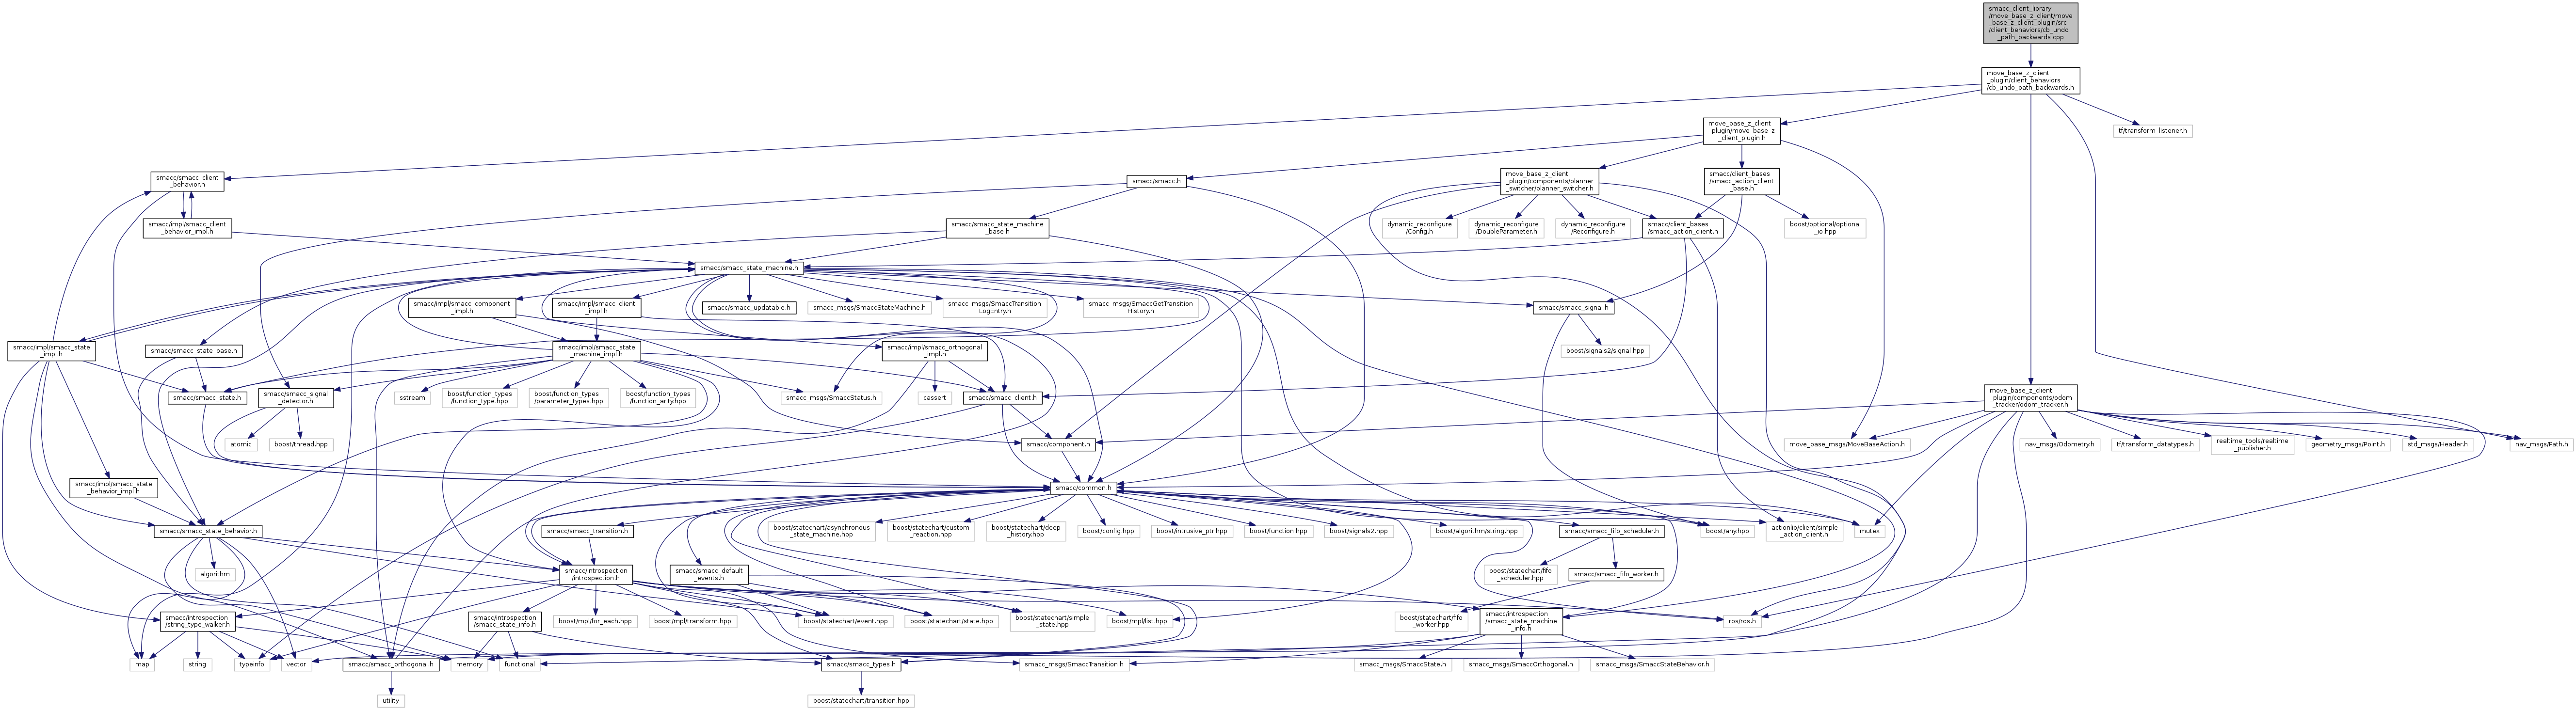 smacc_client_library
/move_base_z_client/move
_base_z_client_plugin/src
/client_behaviors/cb_undo
_path_backwards.cpp
move_base_z_client
_plugin/client_behaviors
/cb_undo_path_backwards.h
move_base_z_client
_plugin/move_base_z
_client_plugin.h
tf/transform_listener.h
smacc/smacc_client
_behavior.h
smacc/smacc.h
move_base_z_client
_plugin/components/planner
_switcher/planner_switcher.h
smacc/client_bases
/smacc_action_client
_base.h
smacc/impl/smacc_client
_behavior_impl.h
smacc/smacc_state_machine
_base.h
dynamic_reconfigure
/Config.h
dynamic_reconfigure
/DoubleParameter.h
dynamic_reconfigure
/Reconfigure.h
smacc/client_bases
/smacc_action_client.h
boost/optional/optional
_io.hpp
smacc/smacc_state_machine.h
smacc/impl/smacc_component
_impl.h
smacc/impl/smacc_client
_impl.h
smacc/smacc_updatable.h
smacc_msgs/SmaccStateMachine.h
smacc_msgs/SmaccTransition
LogEntry.h
smacc_msgs/SmaccGetTransition
History.h
smacc/smacc_signal.h
smacc/impl/smacc_state
_impl.h
smacc/smacc_state_base.h
smacc/impl/smacc_state
_machine_impl.h
smacc/impl/smacc_orthogonal
_impl.h
boost/signals2/signal.hpp
smacc/smacc_state.h
smacc/smacc_signal
_detector.h
sstream
boost/function_types
/function_type.hpp
boost/function_types
/parameter_types.hpp
boost/function_types
/function_arity.hpp
smacc_msgs/SmaccStatus.h
cassert
smacc/smacc_client.h
move_base_z_client
_plugin/components/odom
_tracker/odom_tracker.h
atomic
boost/thread.hpp
smacc/component.h
move_base_msgs/MoveBaseAction.h
nav_msgs/Odometry.h
tf/transform_datatypes.h
realtime_tools/realtime
_publisher.h
geometry_msgs/Point.h
std_msgs/Header.h
nav_msgs/Path.h
smacc/impl/smacc_state
_behavior_impl.h
smacc/common.h
smacc/smacc_state_behavior.h
smacc/smacc_transition.h
boost/statechart/asynchronous
_state_machine.hpp
boost/statechart/custom
_reaction.hpp
boost/statechart/deep
_history.hpp
boost/config.hpp
boost/intrusive_ptr.hpp
boost/function.hpp
boost/signals2.hpp
boost/algorithm/string.hpp
smacc/smacc_fifo_scheduler.h
boost/any.hpp
actionlib/client/simple
_action_client.h
mutex
algorithm
smacc/introspection
/introspection.h
smacc/smacc_default
_events.h
boost/statechart/fifo
_scheduler.hpp
smacc/smacc_fifo_worker.h
smacc/introspection
/string_type_walker.h
smacc/introspection
/smacc_state_info.h
boost/mpl/for_each.hpp
boost/mpl/transform.hpp
boost/statechart/event.hpp
boost/statechart/state.hpp
boost/statechart/simple
_state.hpp
boost/mpl/list.hpp
boost/statechart/fifo
_worker.hpp
smacc/introspection
/smacc_state_machine
_info.h
ros/ros.h
map
string
typeinfo
vector
smacc/smacc_orthogonal.h
memory
functional
smacc/smacc_types.h
smacc_msgs/SmaccTransition.h
smacc_msgs/SmaccState.h
smacc_msgs/SmaccOrthogonal.h
smacc_msgs/SmaccStateBehavior.h
utility
boost/statechart/transition.hpp